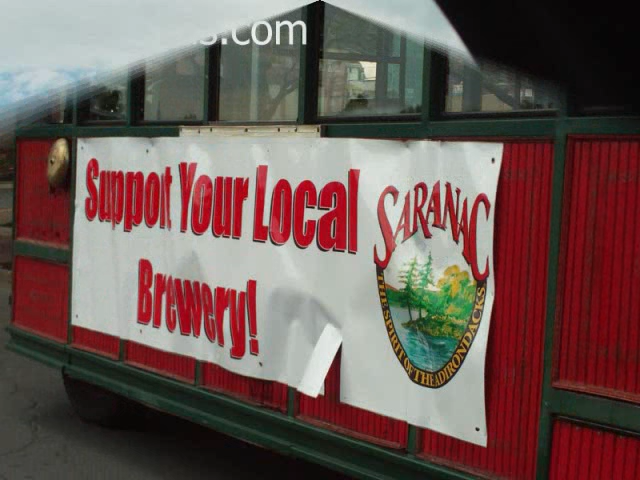 s.com
Support Your Local
Brewery!
SARANAC
THE SPIRIT OF THE ADIRONDACKS